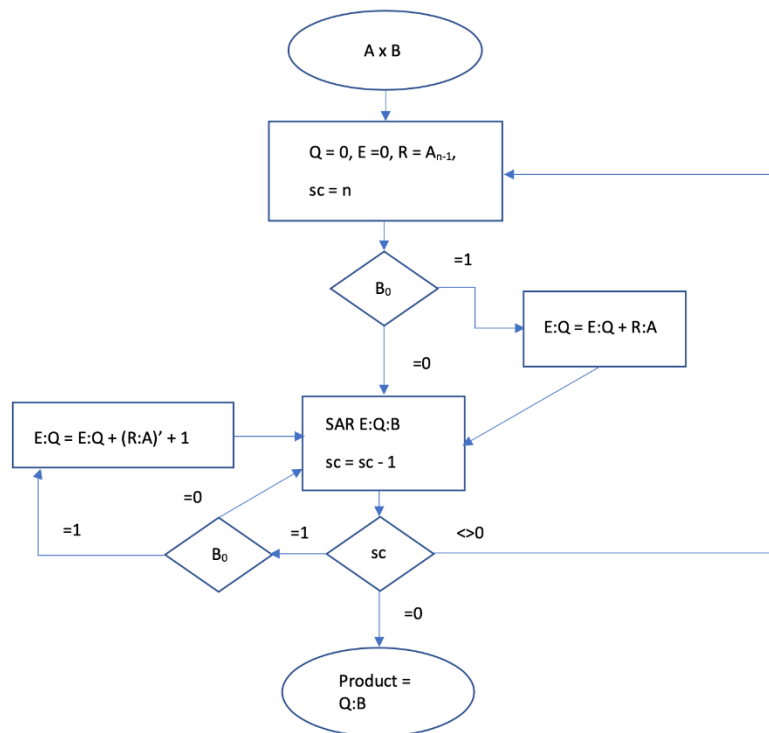 A x B
Q = 0, E =0, R = Aₙ₋₁,
sc = n
=1
B₀
E:Q = E:Q + R:A
=0
SAR E:Q:B
sc = sc - 1
E:Q = E:Q + (R:A)’ + 1
=0
=1
=1
<>0
B₀
sc
=0
Product =
Q:B